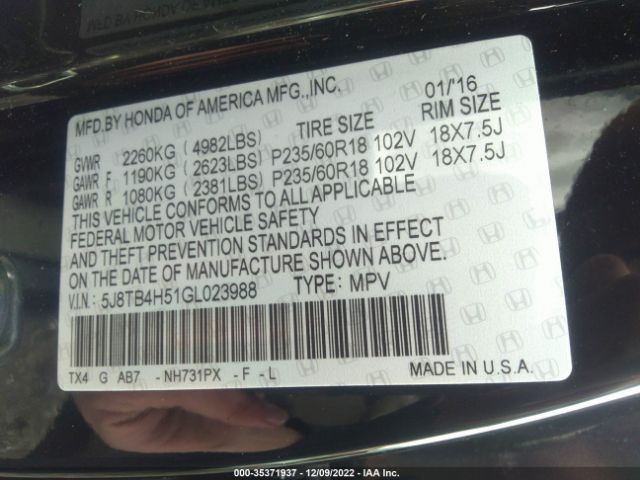 MFD.BY HONDA OF AMERICA MFG.,INC. 01/'16
TIRE SIZE RIM SIZE
GVWR 2260KG (4982LBS)
GAWR F 1190KG (2623LBS) P235/60R18 102V 18X7.5J
GAWR R 1080KG (2381LBS) P235/60R18 102V 18X7.5J
THIS VEHICLE CONFORMS TO ALL APPLICABLE
FEDERAL MOTOR VEHICLE SAFETY
AND THEFT PREVENTION STANDARDS IN EFFECT
ON THE DATE OF MANUFACTURE SHOWN ABOVE.
V.I.N.: 5J8TB4H51GL023988 TYPE: MPV
TX4 G AB7 -NH731PX -F -L MADE IN U.S.A.
000-35371937 - 12/09/2022 - IAA Inc.